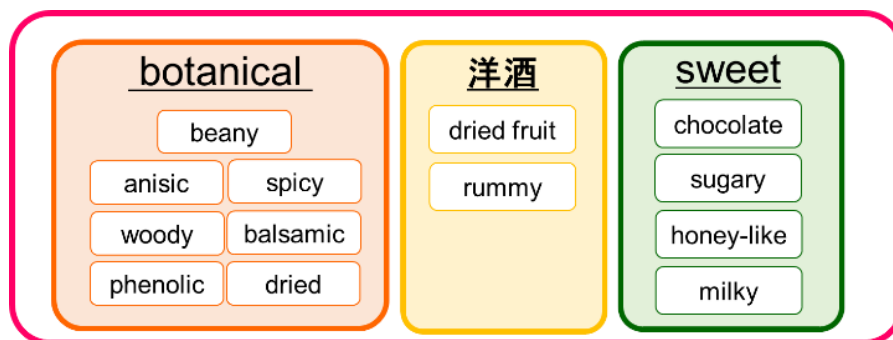 botanical
beany
anisic
spicy
woody
balsamic
phenolic
dried
洋酒
dried fruit
rummy
sweet
chocolate
sugary
honey-like
milky